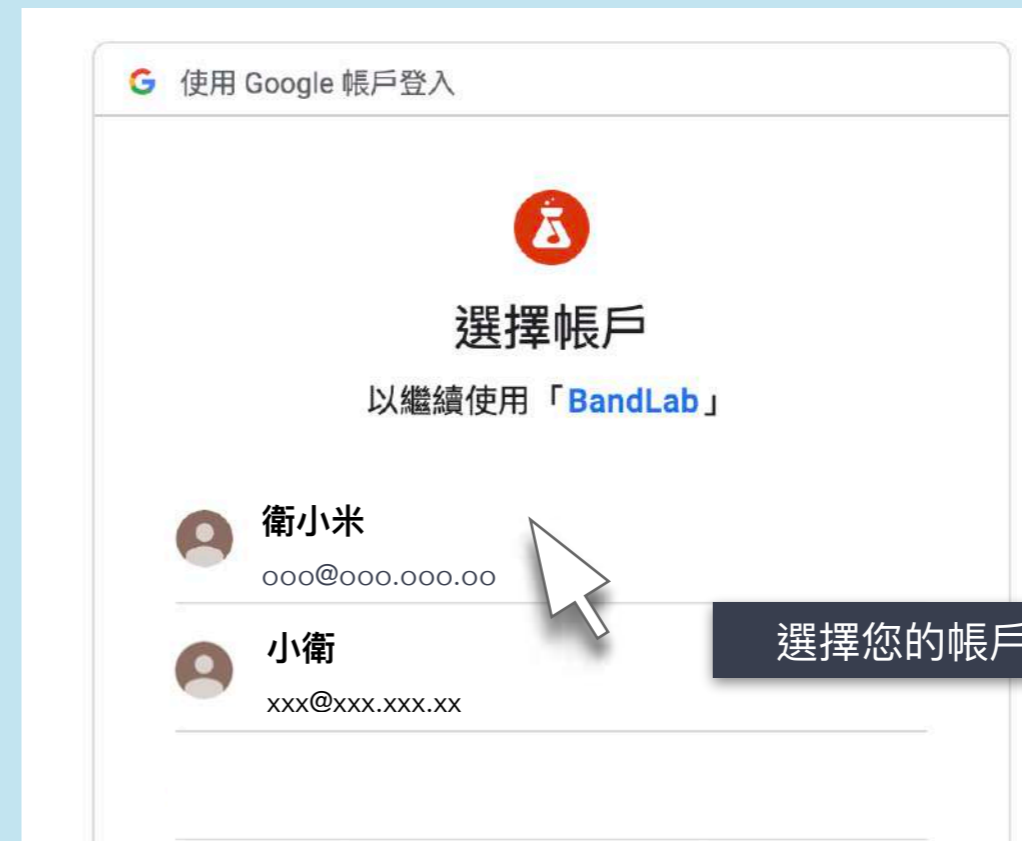 使用 Google 帳戶登入
選擇帳戶
以繼續使用「BandLab」
衛小米
ooo@ooo.ooo.oo
小衛
選擇您的帳戶
xxx@xxx.xxx.xx